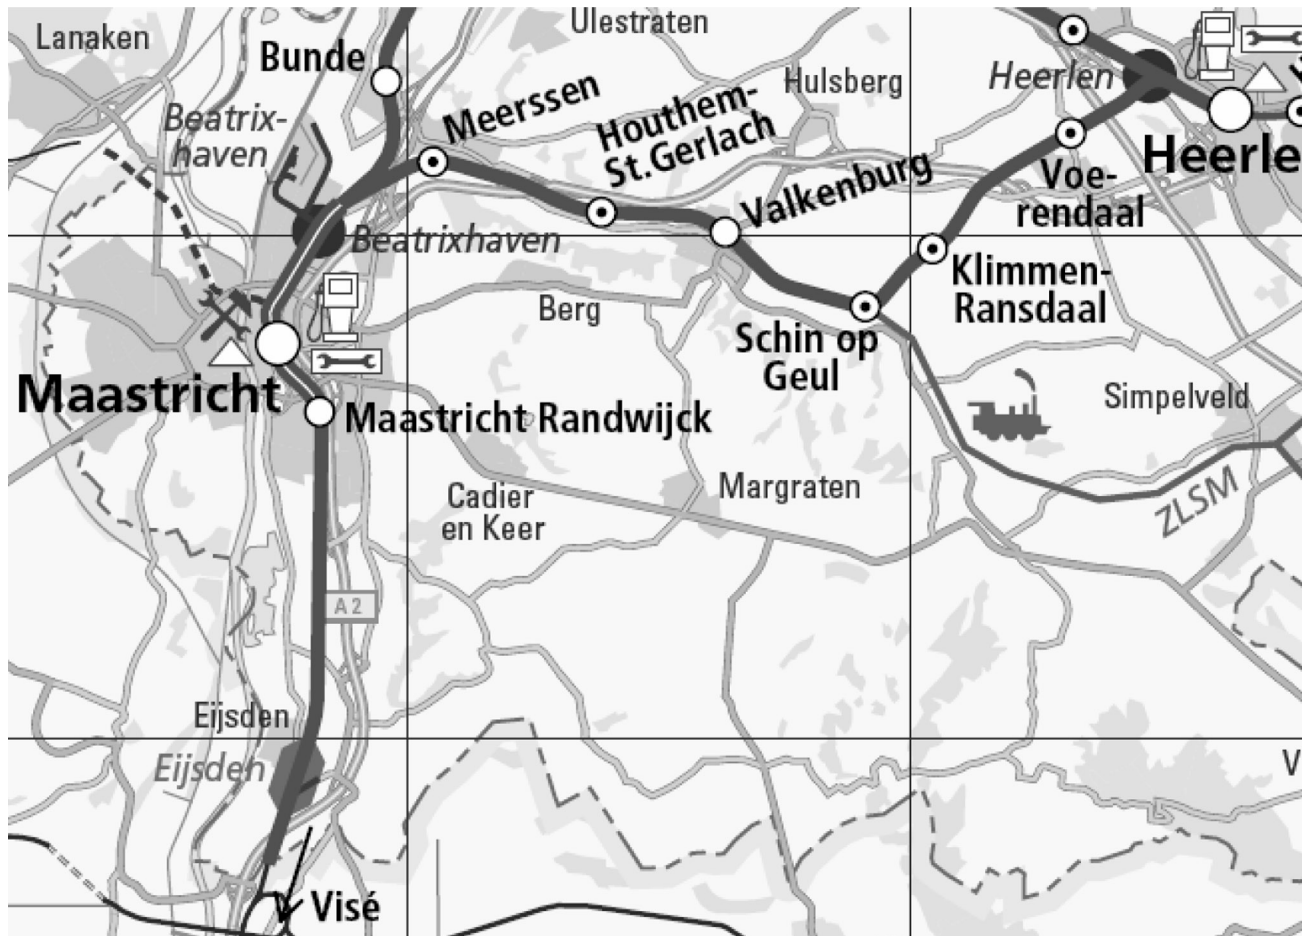 Lanaken
Bunde
Ulestraten
Hulsberg
Heerlen
Beatrix-
haven
Meerssen
Houthem-
St.Gerlach
Valkenburg
Heerle
Voe-
rendaal
Beatrixhaven
Klimmen-
Ransdaal
Berg
Schin op
Geul
Maastricht
Maastricht Randwijck
Simpelveld
Cadier
en Keer
Margraten
ZLSM
A2
Eijsden
Eijsden
V
Visé